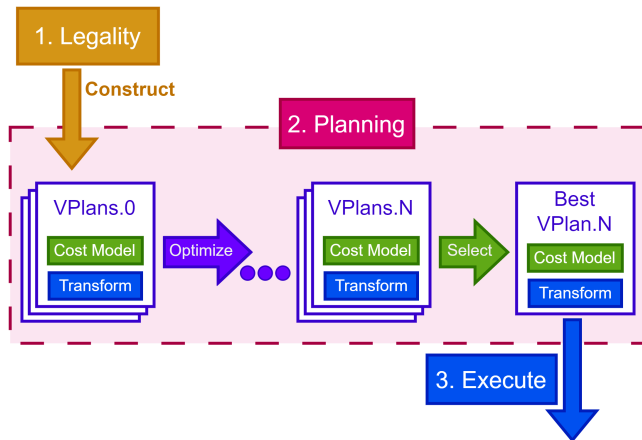 1. Legality
Construct
2. Planning
VPlans.0
Cost Model
Transform
Optimize
VPlans.N
Cost Model
Transform
Select
Best
VPlan.N
Cost Model
Transform
3. Execute